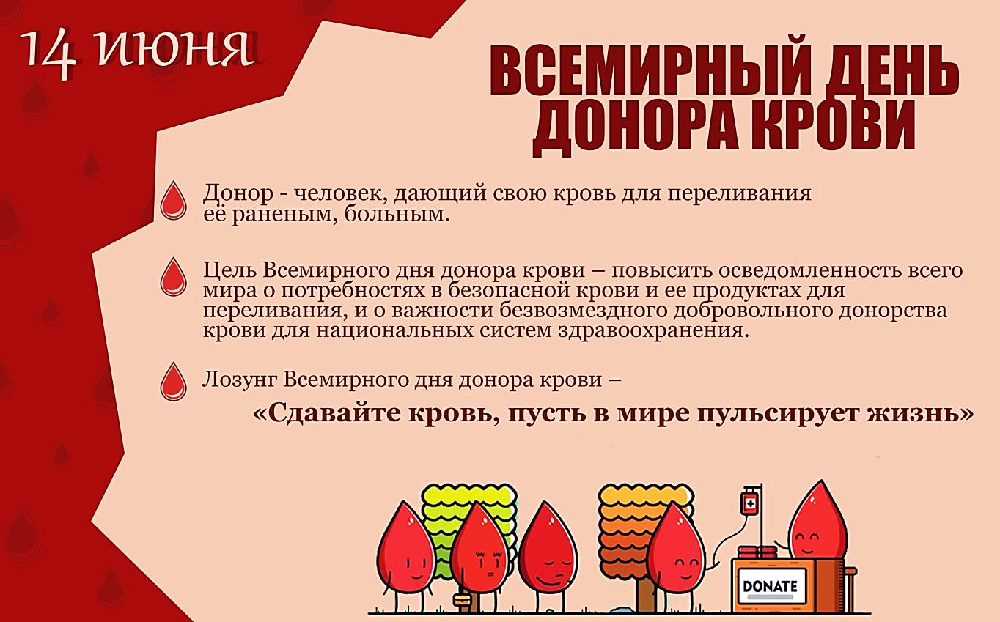 14 июня
ВСЕМИРНЫЙ ДЕНЬ
ДОНОРА КРОВИ
Донор - человек, дающий свою кровь для переливания
её раненым, больным.
Цель Всемирного дня донора крови – повысить осведомленность всего
мира о потребностях в безопасной крови и ее продуктах для
переливания, и о важности безвозмездного добровольного донорства
крови для национальных систем здравоохранения.
Лозунг Всемирного дня донора крови –
«Сдавайте кровь, пусть в мире пульсирует жизнь»
DONATE